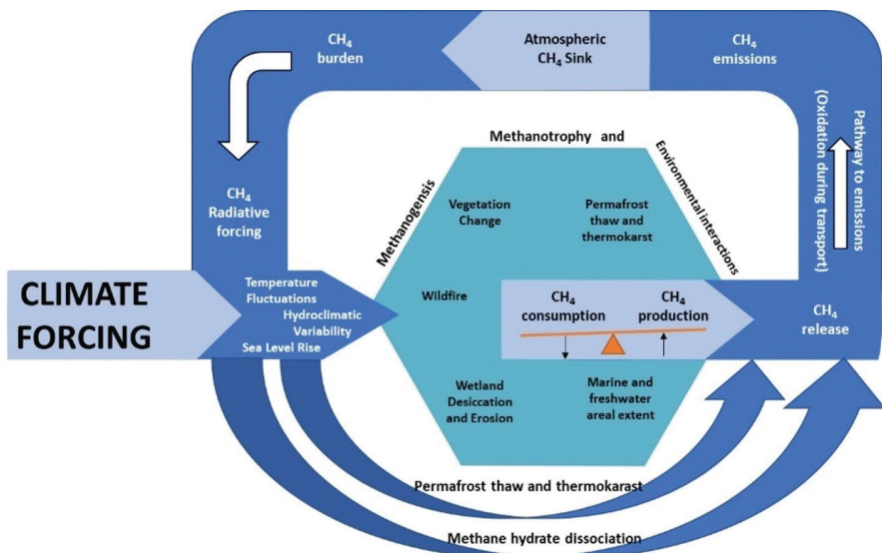 CH₄
burden
Atmospheric
CH₄ Sink
CH₄
emissions
Pathway to emissions
(Oxidation during transport)
CH₄
Radiative
forcing
Methanotrophy and
Environmental interactions
Methanogensis
Vegetation
Change
Permafrost
thaw and
thermokarst
CLIMATE
FORCING
Temperature
Fluctuations
Hydroclimatic
Variability
Sea Level Rise
Wildfire
CH₄
consumption
CH₄
production
CH₄
release
Wetland
Desiccation
and Erosion
Marine and
freshwater
areal extent
Permafrost thaw and thermokarast
Methane hydrate dissociation